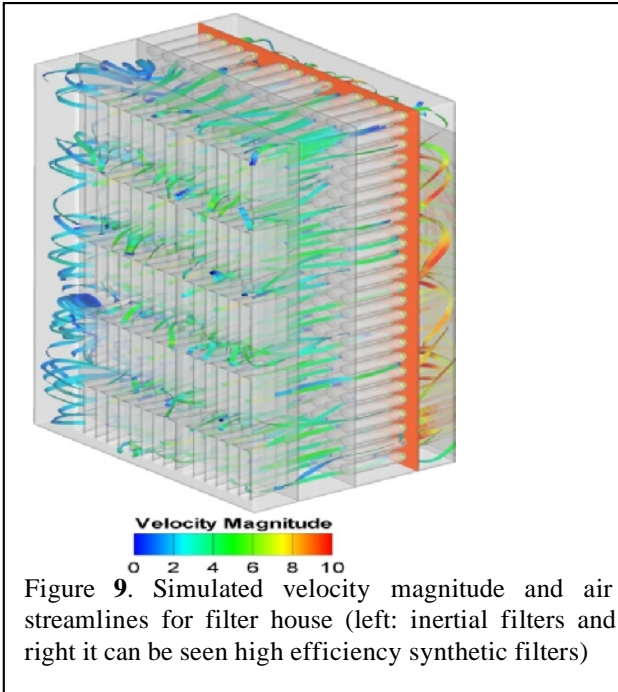 Velocity Magnitude
0 2 4 6 8 10
Figure 9. Simulated velocity magnitude and air
streamlines for filter house (left: inertial filters and
right it can be seen high efficiency synthetic filters)